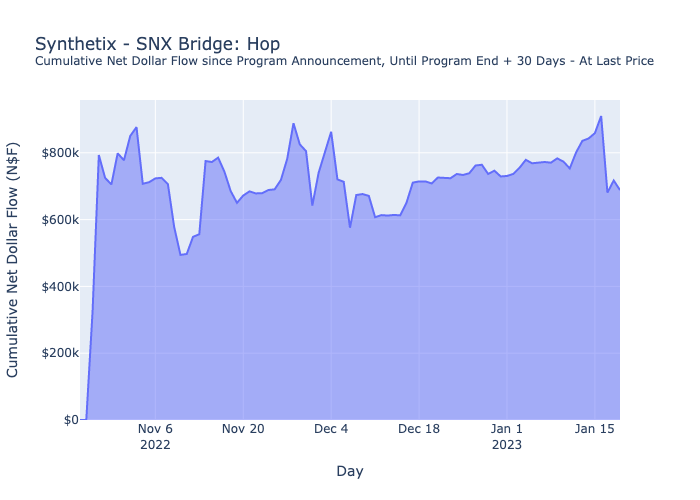 Synthetix - SNX Bridge: Hop
Cumulative Net Dollar Flow since Program Announcement, Until Program End + 30 Days - At Last Price
Cumulative Net Dollar Flow (N$F)
$800k
$600k
$400k
$200k
$0
Nov 6
2022
Nov 20
Dec 4
Dec 18
Jan 1
2023
Jan 15
Day